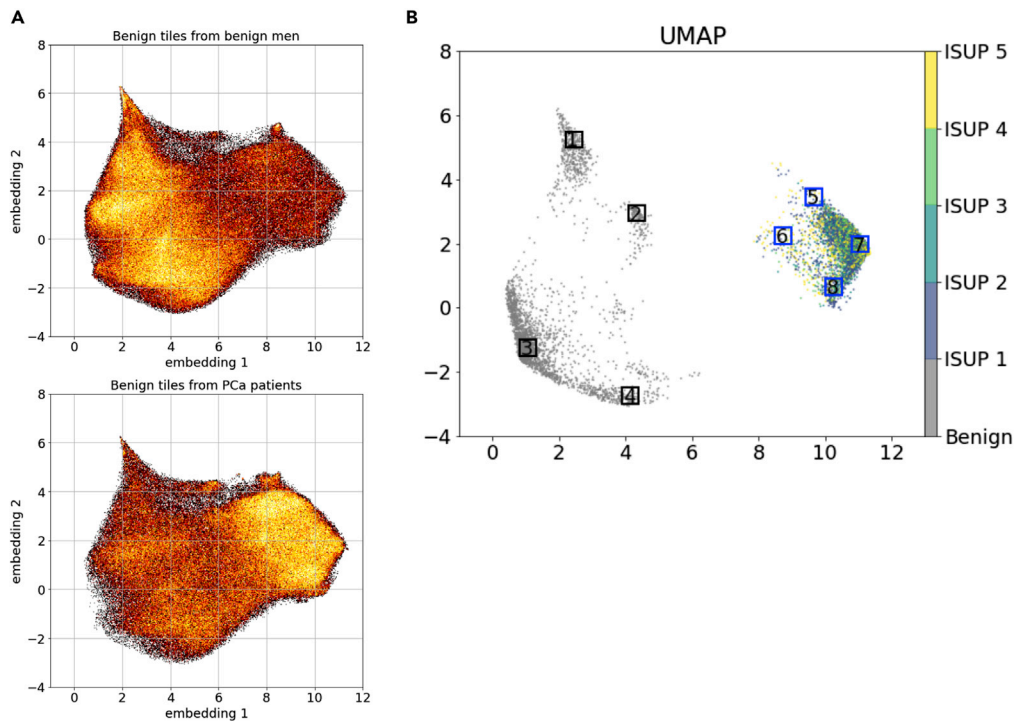 A
Benign tiles from benign men
8
6
4
2
0
−2
−4
embedding 2
0 2 4 6 8 10 12
embedding 1
Benign tiles from PCa patients
8
6
4
2
0
−2
−4
embedding 2
0 2 4 6 8 10 12
embedding 1
B
UMAP
8
6
4
2
0
−2
−4
0 2 4 6 8 10 12
1
2
3
4
5
6
7
8
ISUP 5
ISUP 4
ISUP 3
ISUP 2
ISUP 1
Benign